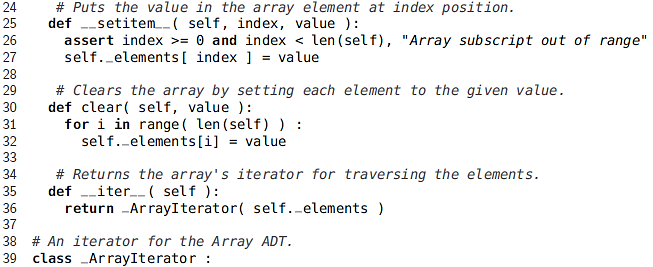 24 # Puts the value in the array element at index position.
25 def __setitem__( self, index, value ):
26 assert index >= 0 and index < len(self), "Array subscript out of range"
27 self._elements[ index ] = value
28
29 # Clears the array by setting each element to the given value.
30 def clear( self, value ):
31 for i in range( len(self) ) :
32 self._elements[i] = value
33
34 # Returns the array's iterator for traversing the elements.
35 def __iter__( self ):
36 return _ArrayIterator( self._elements )
37
38 # An iterator for the Array ADT.
39 class _ArrayIterator :